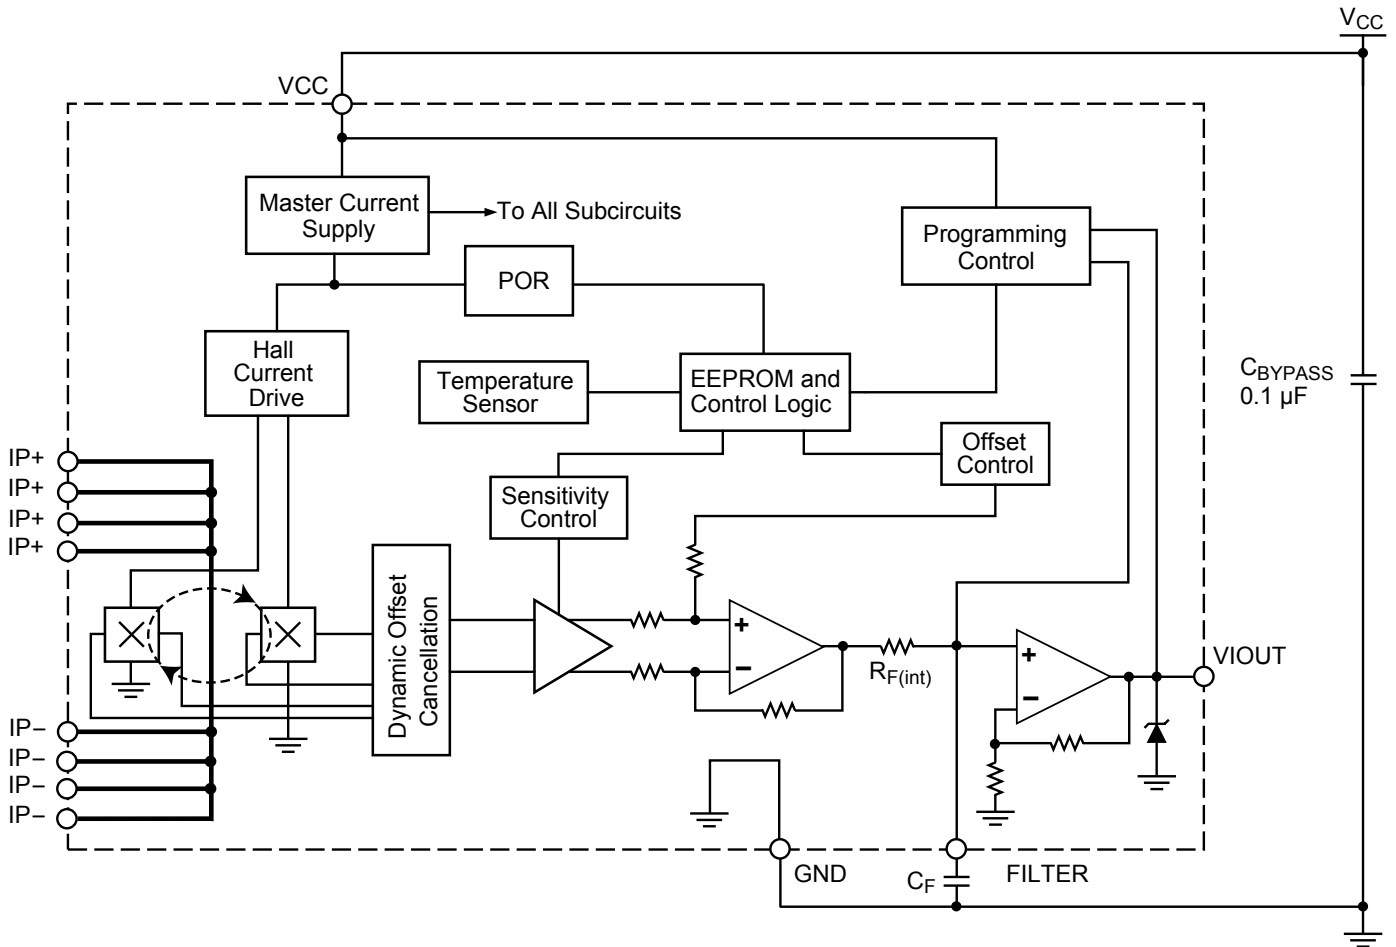 VCC
VCC
Master Current
Supply
To All Subcircuits
Programming
Control
POR
Hall
Current
Drive
Temperature
Sensor
EEPROM and
Control Logic
CBYPASS
0.1 µF
Offset
Control
IP+
IP+
IP+
IP+
Sensitivity
Control
Dynamic Offset
Cancellation
+
–
RF(int)
+
–
VIOUT
IP–
IP–
IP–
IP–
GND
CF
FILTER